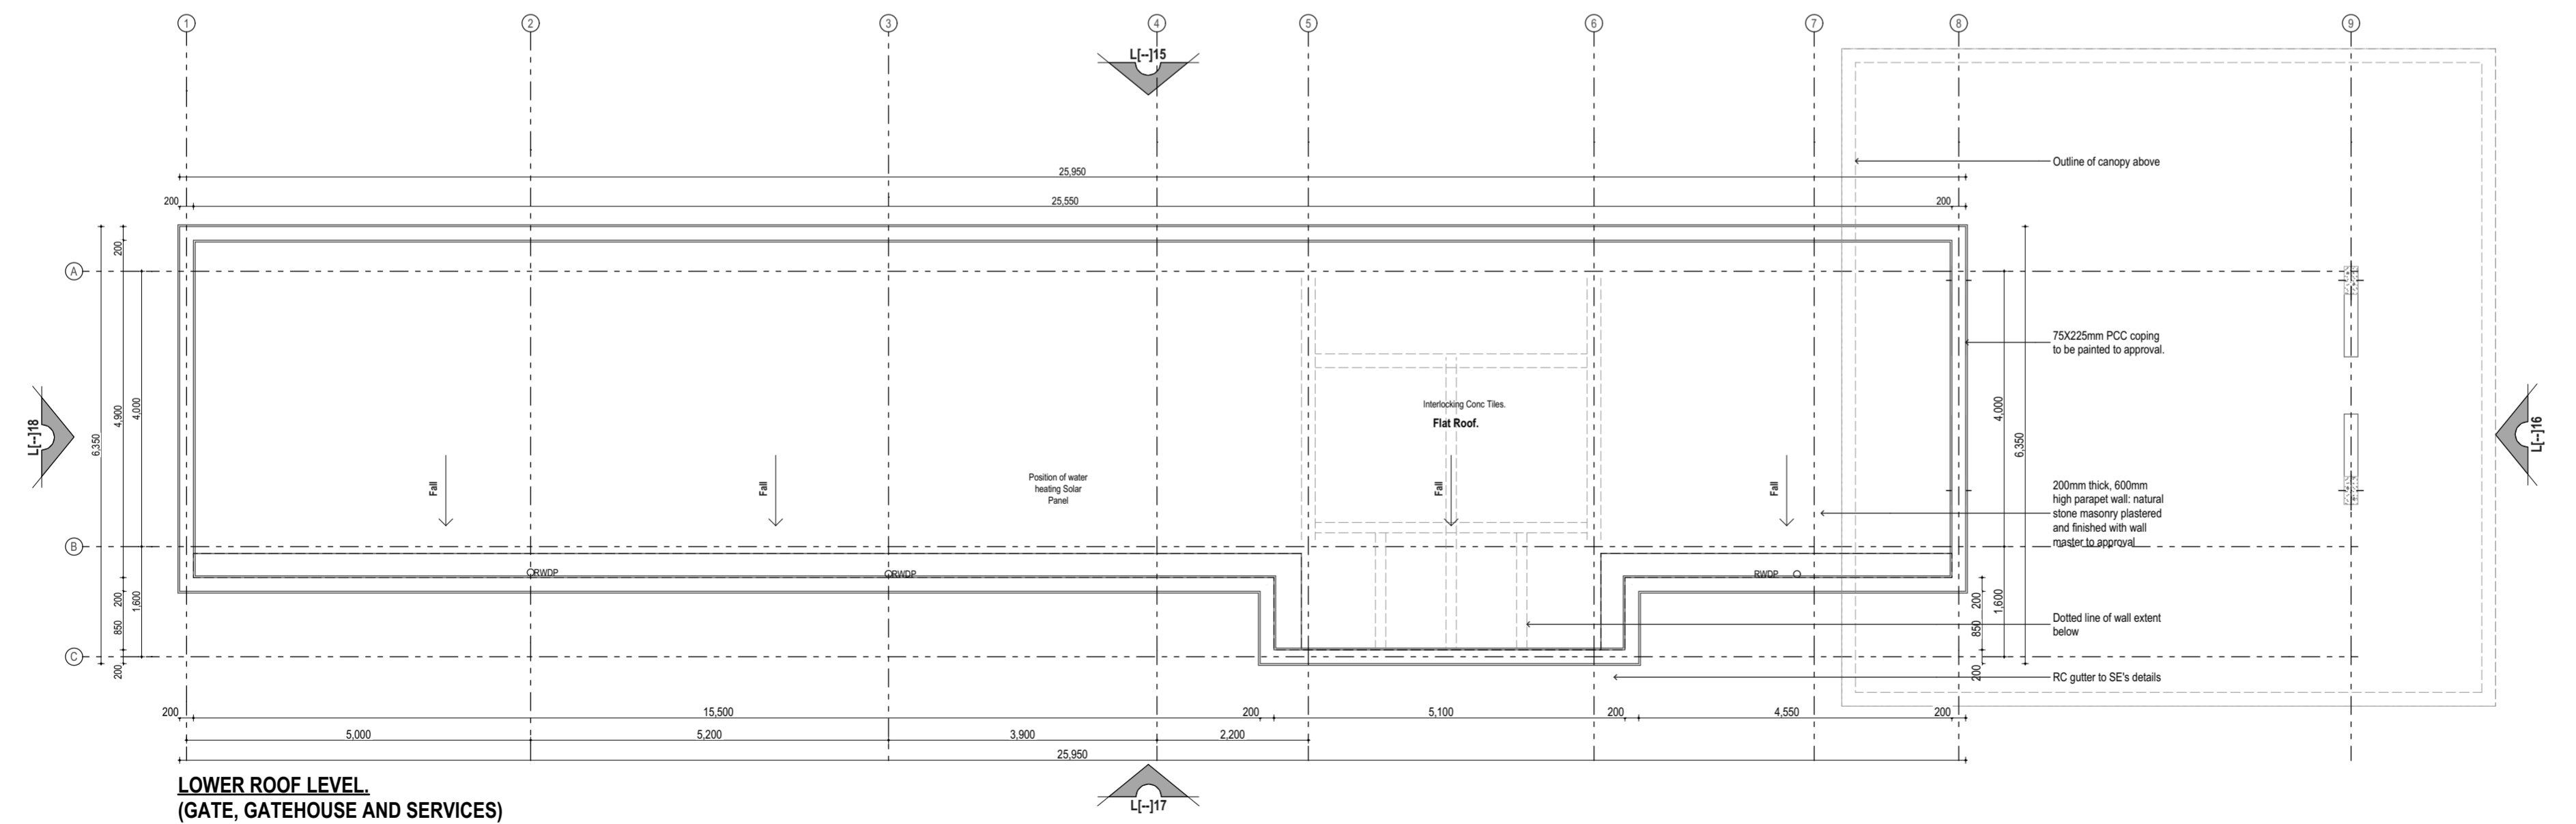 1 2 3 4 5 6 7 8 9
L[--]15
Outline of canopy above
25,950
200 25,550 200
A
200
4,900
4,000
6,350
L[--]18
75X225mm PCC coping
to be painted to approval.
4,000
6,350
L[--]16
Interlocking Conc Tiles.
Flat Roof.
Fall
Fall
Position of water
heating Solar
Panel
Fall
Fall
200mm thick, 600mm
high parapet wall: natural
stone masonry plastered
and finished with wall
master to approval
B
RWDP
RWDP
RWDP
200
850
200
1,600
200
850
200
1,600
Dotted line of wall extent
below
C
RC gutter to SE's details
200 15,500 200 5,100 200 4,550 200
5,000 5,200 3,900 2,200
25,950
LOWER ROOF LEVEL.
(GATE, GATEHOUSE AND SERVICES)
L[--]17